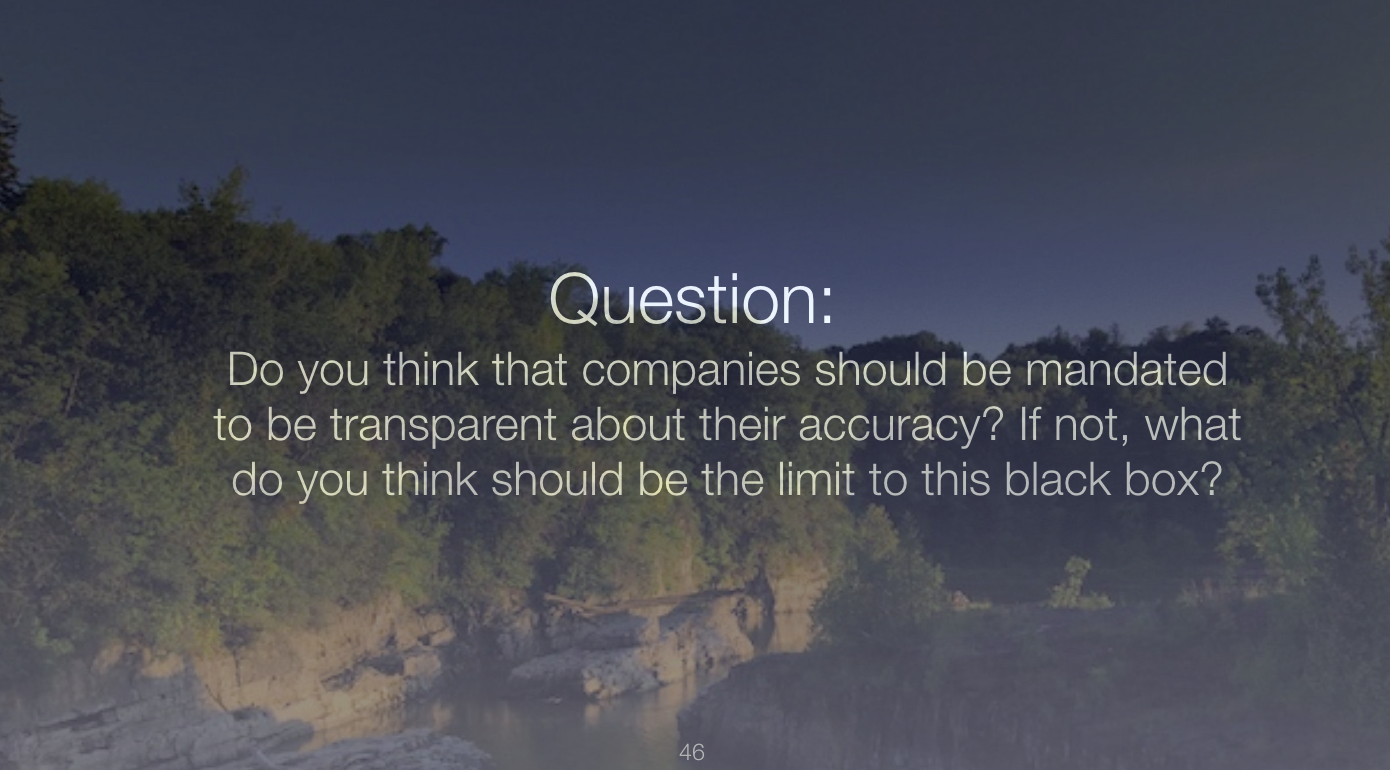 Question:
Do you think that companies should be mandated
to be transparent about their accuracy? If not, what
do you think should be the limit to this black box?
46